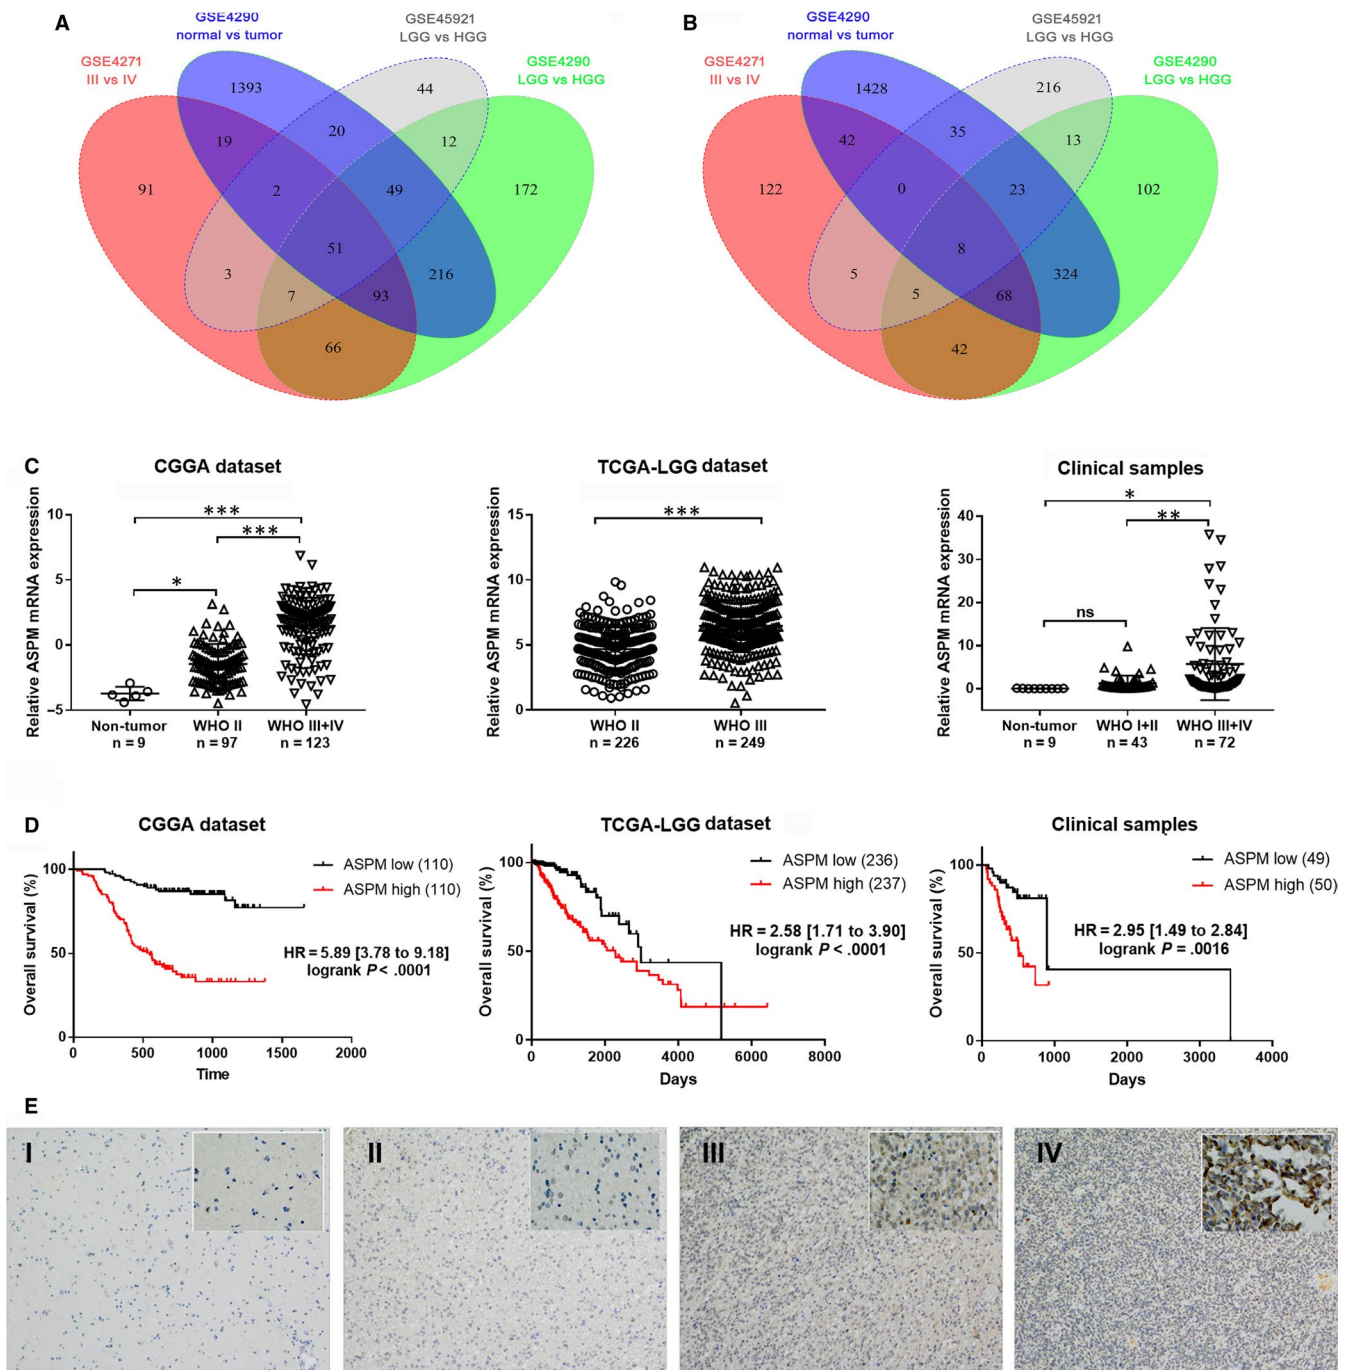 A
GSE4271
III vs IV
GSE4290
normal vs tumor
GSE45921
LGG vs HGG
GSE4290
LGG vs HGG
1393
44
19
20
12
91
2
49
172
51
3
216
7
93
66
B
GSE4271
III vs IV
GSE4290
normal vs tumor
GSE45921
LGG vs HGG
GSE4290
LGG vs HGG
1428
216
42
35
13
122
0
23
102
8
5
324
5
68
42
C
CGGA dataset
Relative ASPM mRNA expression
10
5
0
–5
***
***
*
Non-tumor
n = 9
WHO II
n = 97
WHO III+IV
n = 123
TCGA-LGG dataset
Relative ASPM mRNA expression
15
10
5
0
***
WHO II
n = 226
WHO III
n = 249
Clinical samples
Relative ASPM mRNA expression
40
30
20
10
0
*
**
ns
Non-tumor
n = 9
WHO I+II
n = 43
WHO III+IV
n = 72
D
CGGA dataset
Overall survival (%)
100
50
0
ASPM low (110)
ASPM high (110)
HR = 5.89 [3.78 to 9.18]
logrank P < .0001
0 500 1000 1500 2000
Time
TCGA-LGG dataset
Overall survival (%)
100
50
0
ASPM low (236)
ASPM high (237)
HR = 2.58 [1.71 to 3.90]
logrank P < .0001
0 2000 4000 6000 8000
Days
Clinical samples
Overall survival (%)
100
50
0
ASPM low (49)
ASPM high (50)
HR = 2.95 [1.49 to 2.84]
logrank P = .0016
0 1000 2000 3000 4000
Days
E
I
II
III
IV